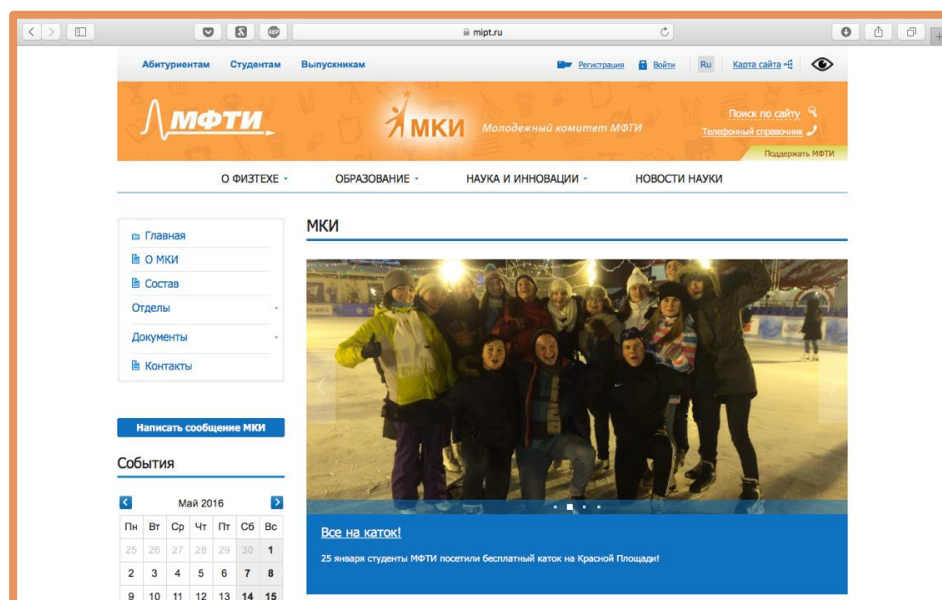 mipt.ru
Абитуриентам Студентам Выпускникам Регистрация Войти Ru Карта сайта
МФТИ
МКИ Молодежный комитет МФТИ
Поиск по сайту
Телефонный справочник
Поддержать МФТИ
О ФИЗТЕХЕ ОБРАЗОВАНИЕ НАУКА И ИННОВАЦИИ НОВОСТИ НАУКИ
Главная
О МКИ
Состав
Отделы
Документы
Контакты
Написать сообщение МКИ
События
Май 2016
Пн Вт Ср Чт Пт Сб Вс
25 26 27 28 29 30 1
2 3 4 5 6 7 8
9 10 11 12 13 14 15
МКИ
Все на каток!
25 января студенты МФТИ посетили бесплатный каток на Красной Площади!